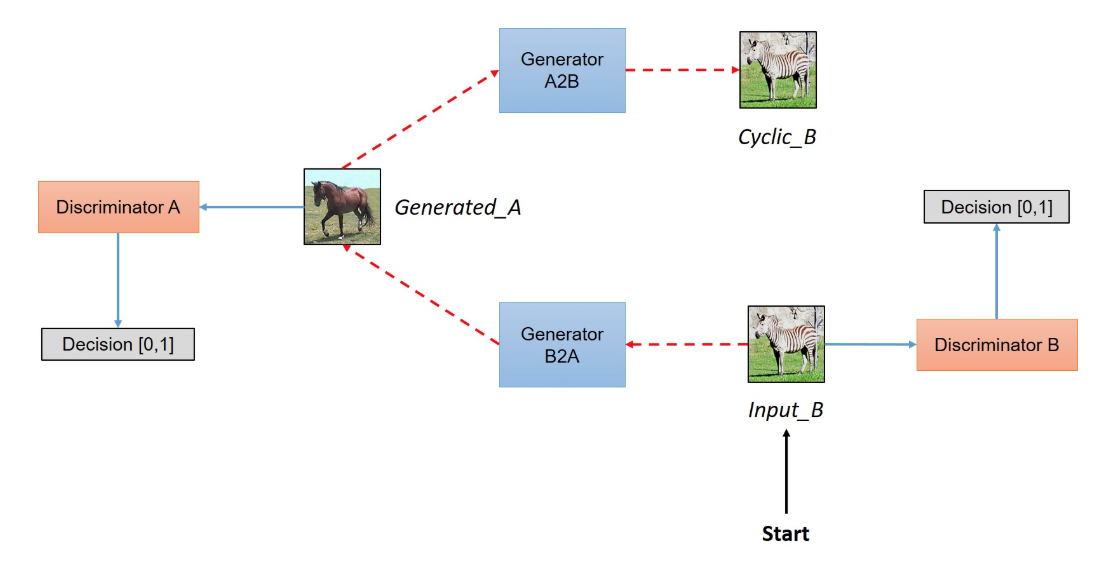 Generator
A2B
Cyclic_B
Discriminator A
Generated_A
Decision [0,1]
Decision [0,1]
Generator
B2A
Discriminator B
Input_B
Start